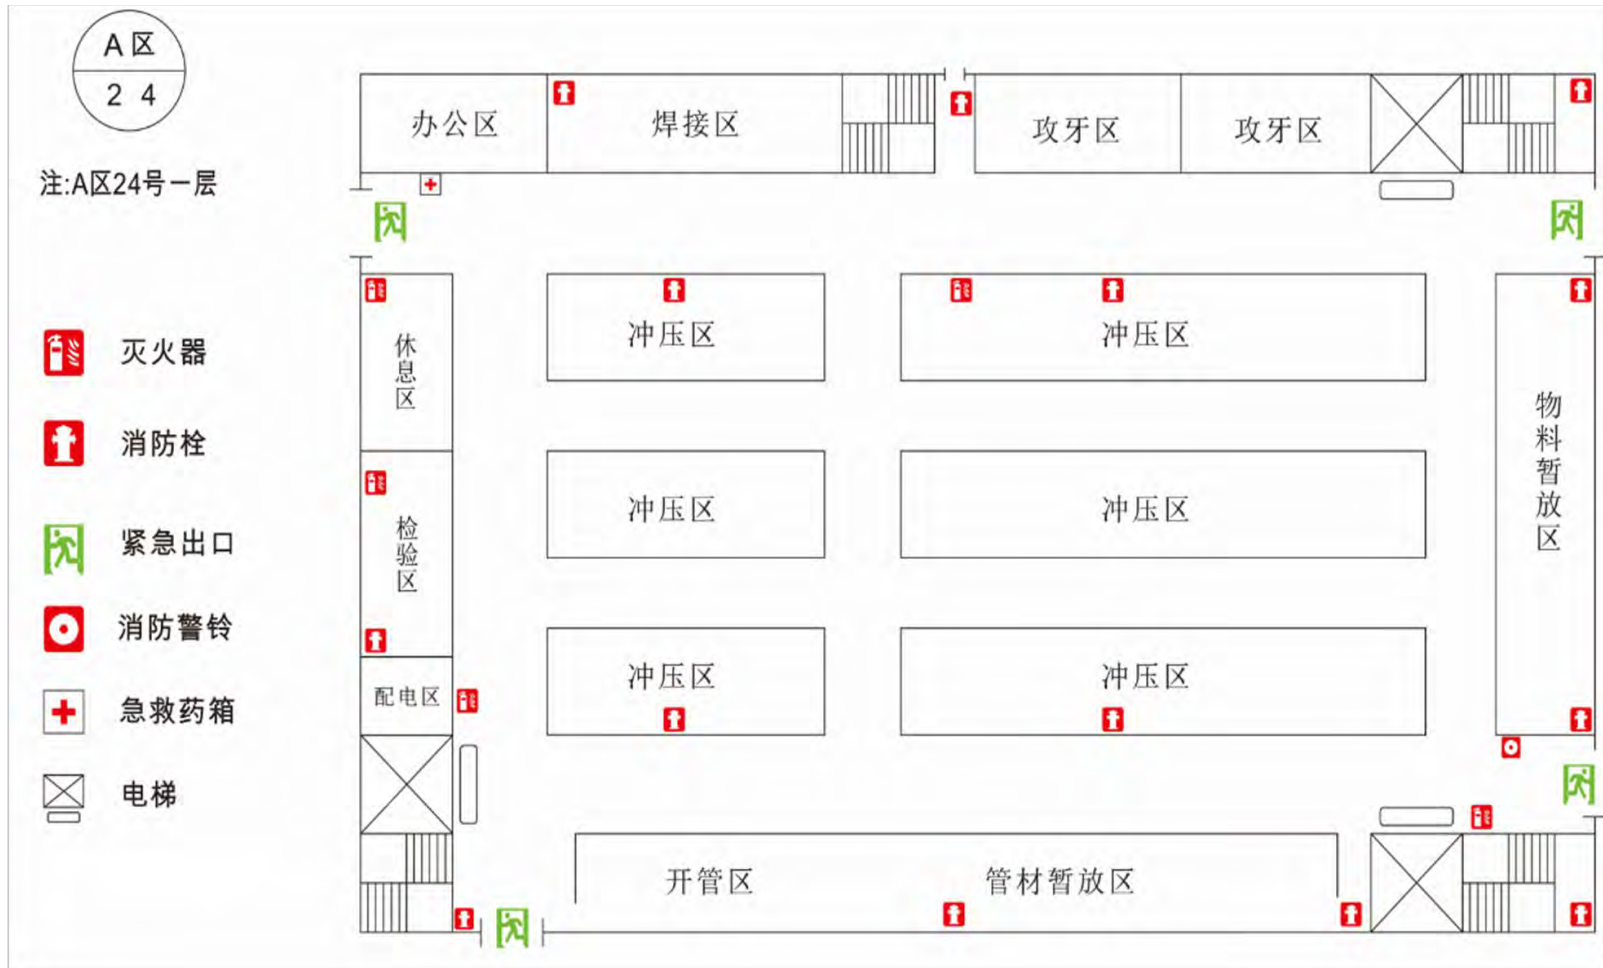 A区
24
注:A区24号一层
灭火器
消防栓
紧急出口
消防警铃
急救药箱
电梯
办公区
焊接区
攻牙区
攻牙区
休息区
冲压区
冲压区
物料暂放区
检验区
冲压区
冲压区
配电区
冲压区
冲压区
开管区
管材暂放区